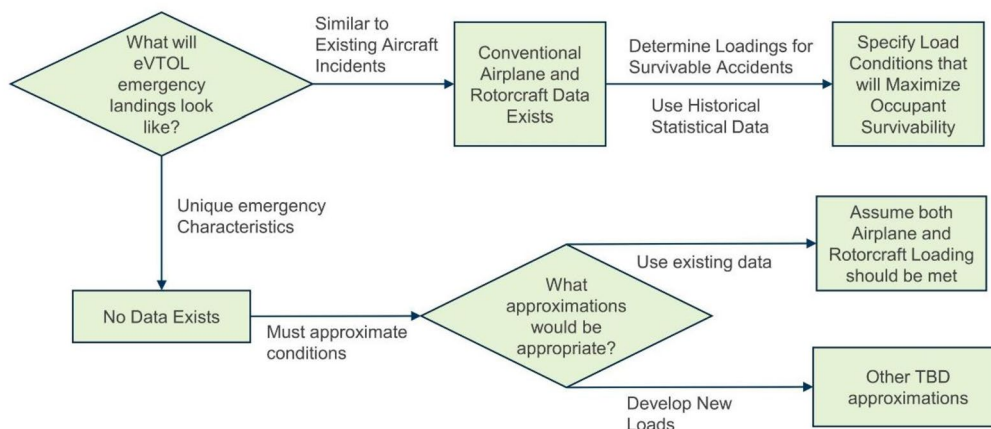 What will
eVTOL
emergency
landings look
like?
Similar to
Existing Aircraft
Incidents
Conventional
Airplane and
Rotorcraft Data
Exists
Determine Loadings for
Survivable Accidents
Use Historical
Statistical Data
Specify Load
Conditions that
will Maximize
Occupant
Survivability
Unique emergency
Characteristics
No Data Exists
Must approximate
conditions
What
approximations
would be
appropriate?
Use existing data
Assume both
Airplane and
Rotorcraft Loading
should be met
Develop New
Loads
Other TBD
approximations